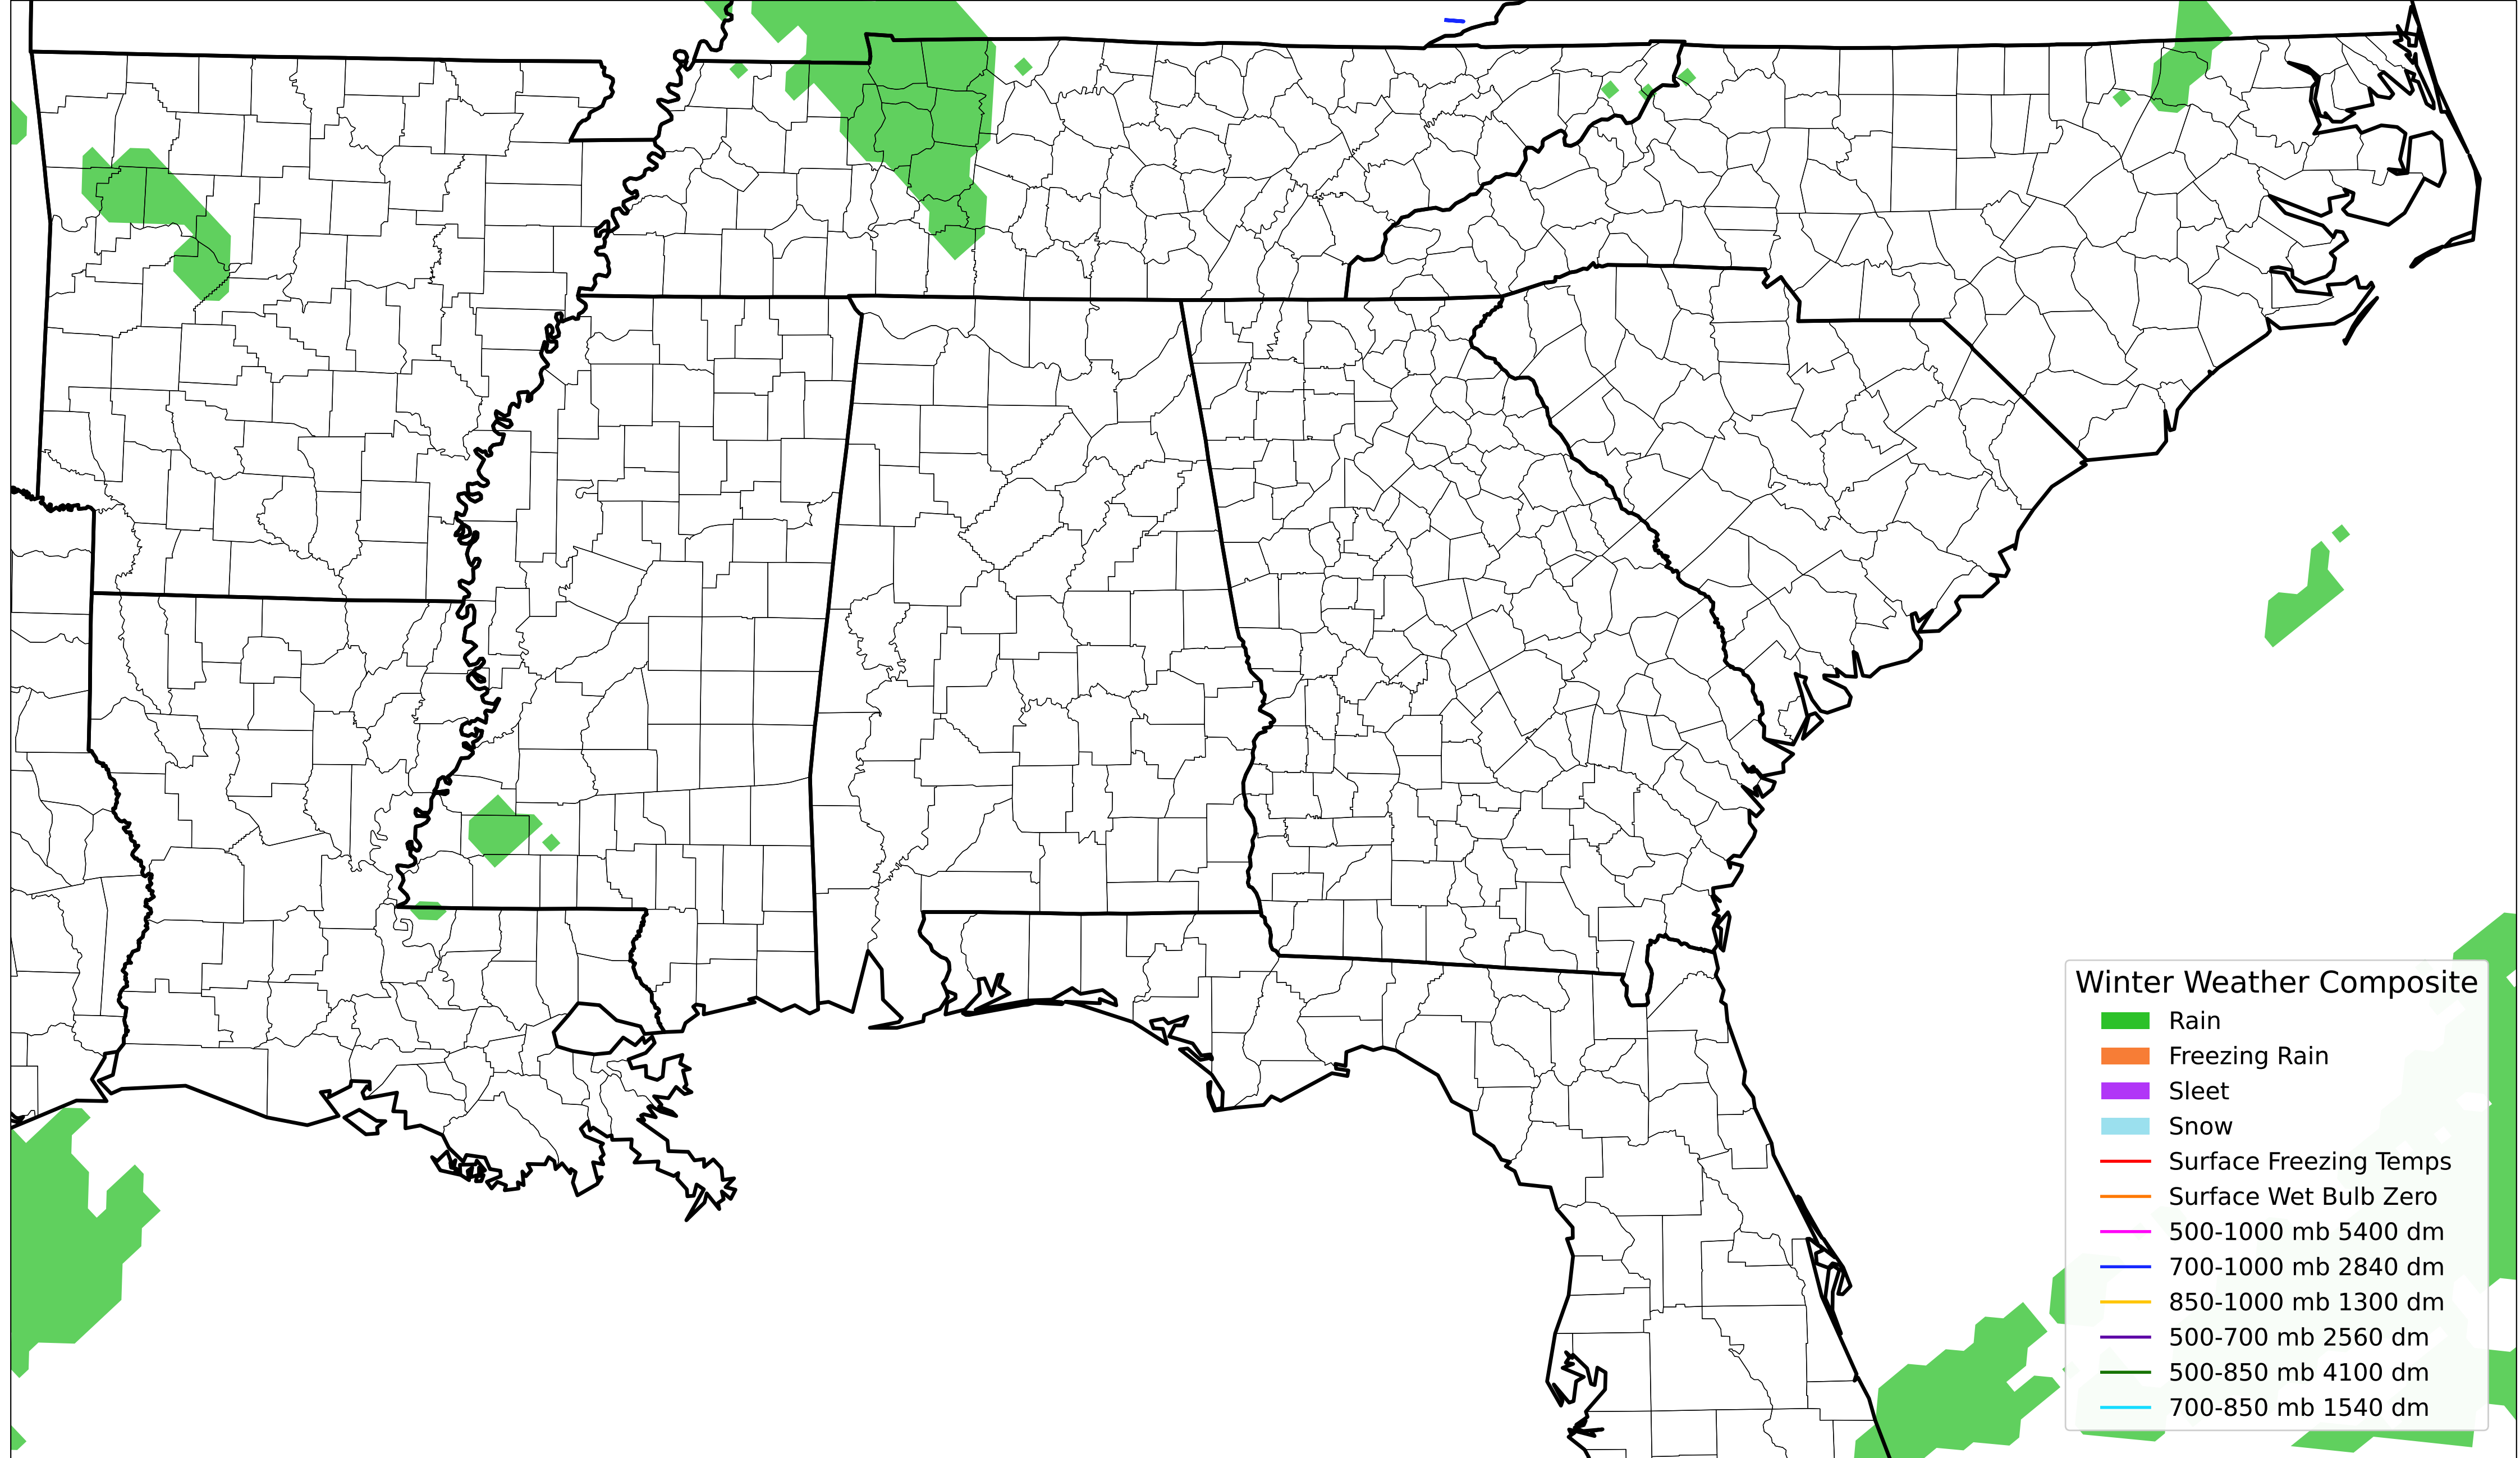 Winter Weather Composite
Rain
Freezing Rain
Sleet
Snow
Surface Freezing Temps
Surface Wet Bulb Zero
500-1000 mb 5400 dm
700-1000 mb 2840 dm
850-1000 mb 1300 dm
500-700 mb 2560 dm
500-850 mb 4100 dm
700-850 mb 1540 dm